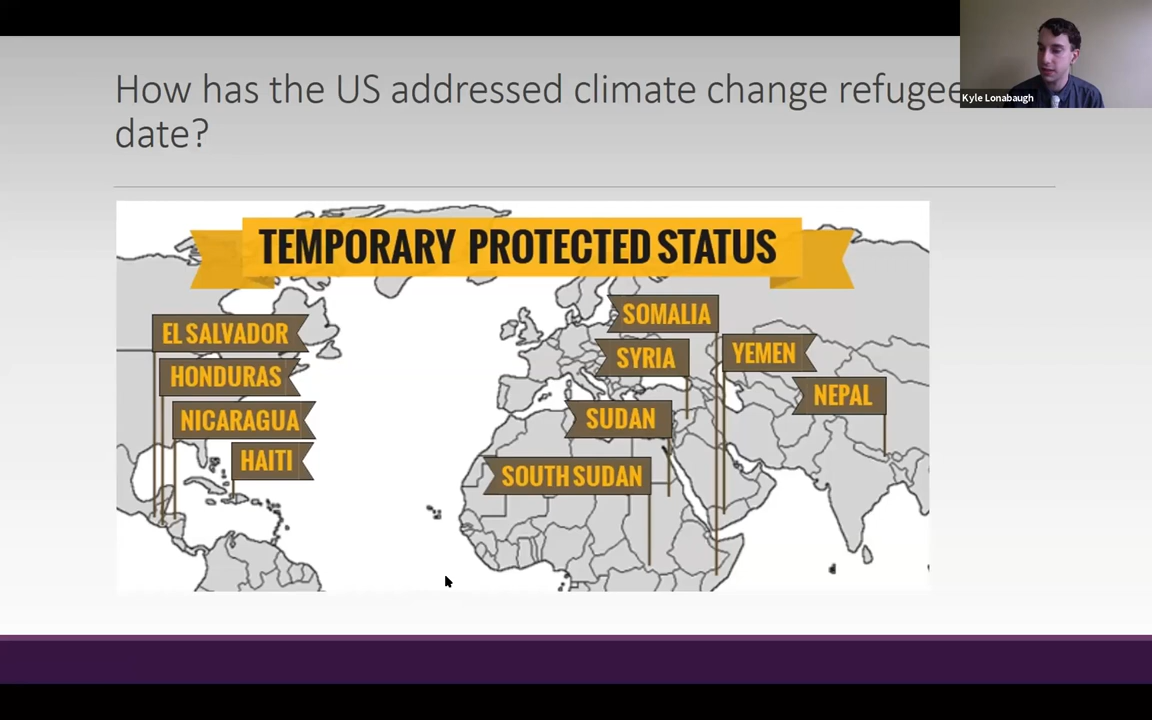 How has the US addressed climate change refugee
date?
Kyle Lonabaugh
TEMPORARY PROTECTED STATUS
EL SALVADOR
HONDURAS
NICARAGUA
HAITI
SOMALIA
SYRIA
YEMEN
NEPAL
SUDAN
SOUTH SUDAN